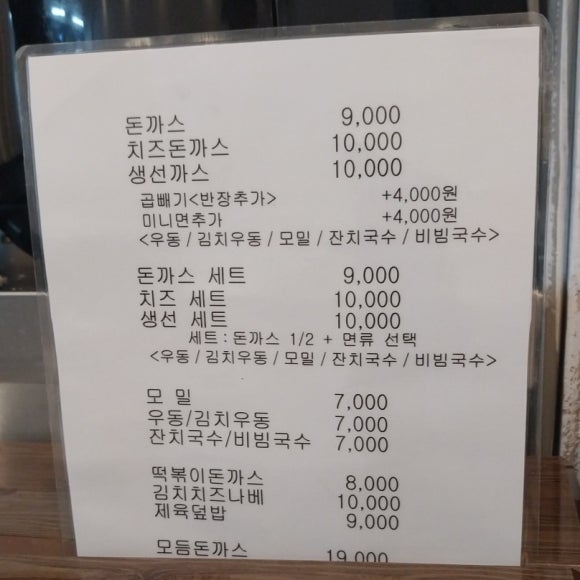 돈까스 9,000
치즈돈까스 10,000
생선까스 10,000
곱빼기<반장추가> +4,000원
미니면추가 +4,000원
<우동/김치우동/모밀/잔치국수/비빔국수>
돈까스 세트 9,000
치즈 세트 10,000
생선 세트 10,000
세트:돈까스 1/2 + 면류 선택
<우동/김치우동/모밀/잔치국수/비빔국수>
모 밀 7,000
우동/김치우동 7,000
잔치국수/비빔국수 7,000
떡볶이돈까스 8,000
김치치즈나베 10,000
제육덮밥 9,000
모듬돈까스 19,000